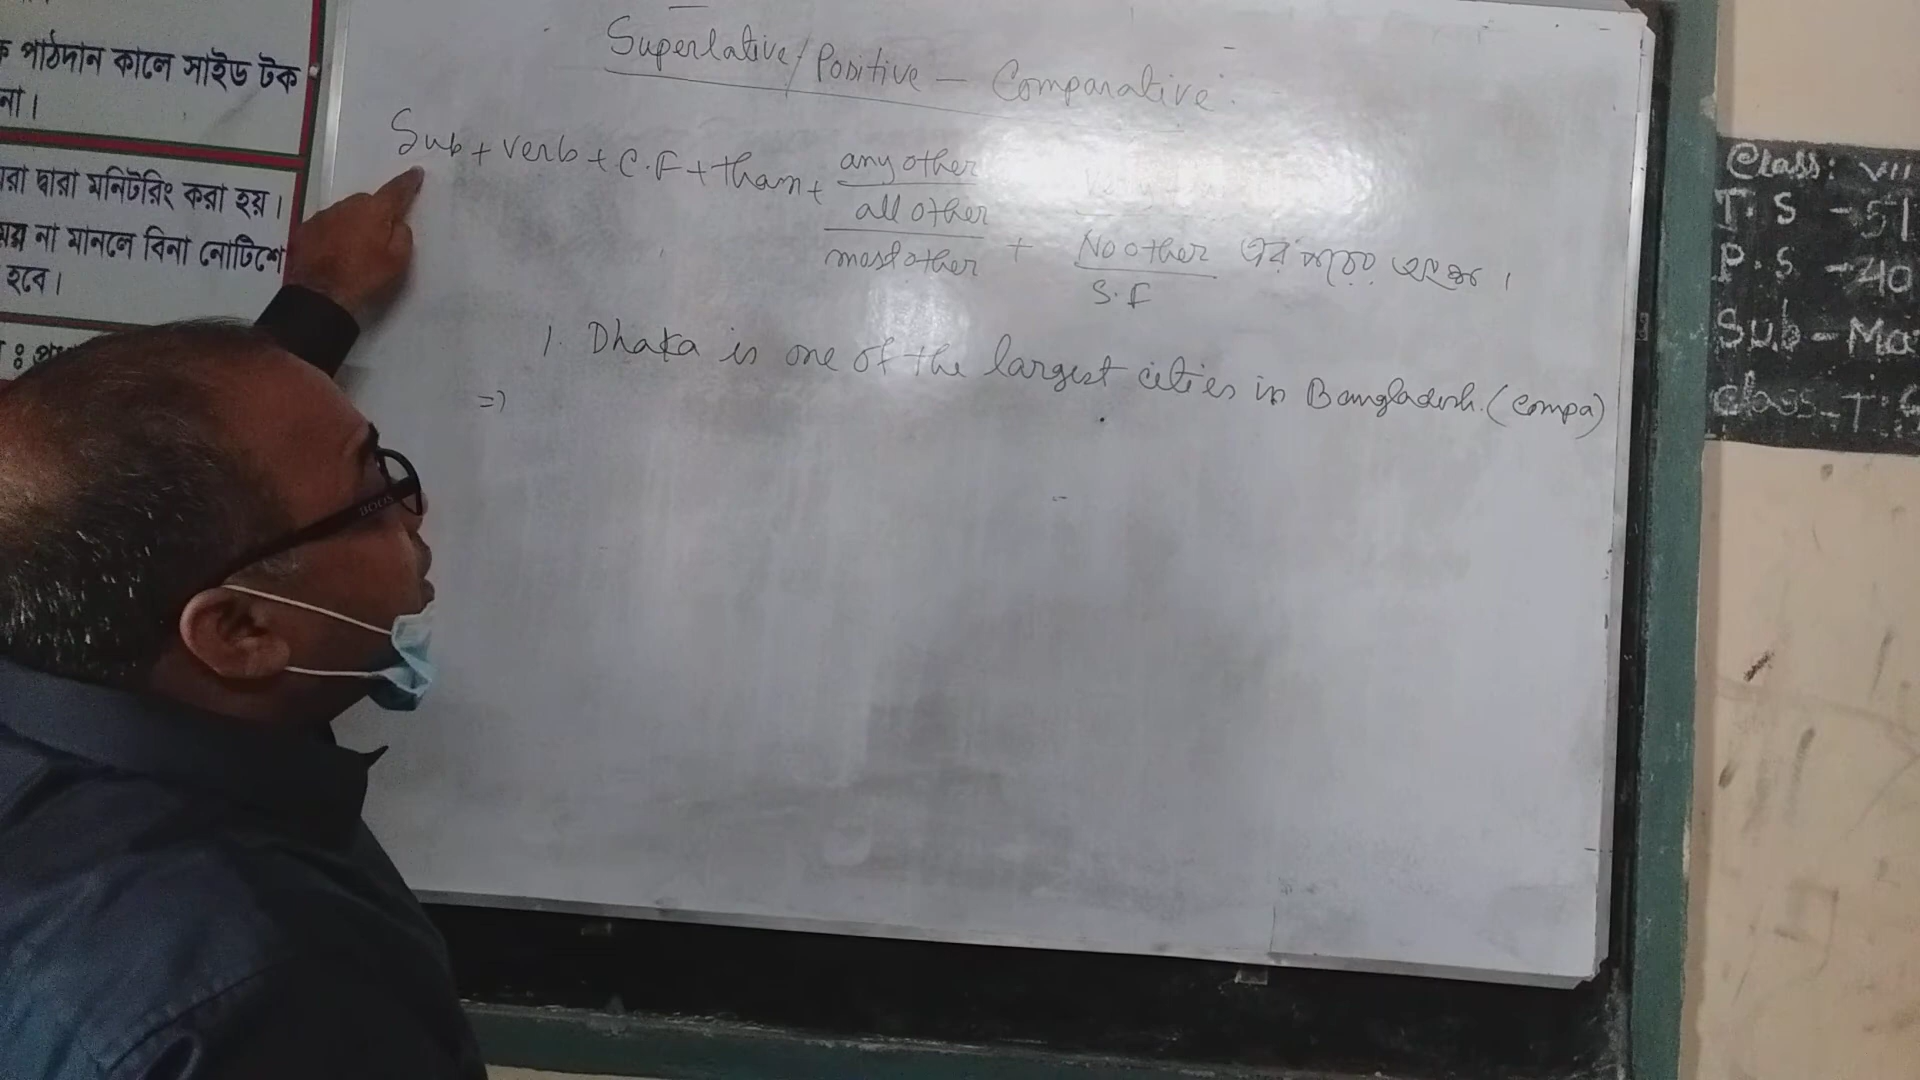 পাঠদান কালে সাইড টক
না।
রা দ্বারা মনিটরিং করা হয়।
না মানলে বিনা নোটিশে
হবে।
Superlative/Positive - Comparative:
Sub + verb + C.F + than + any other
all other
most other + No other এর পরের অংশ।
S.F
1. Dhaka is one of the largest cities in Bangladesh. (compa)
=>
Class: VII
T.S - 51
P.S - 40
Sub - Ma
Class - T: